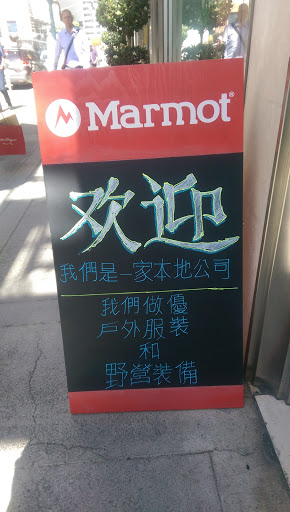 Marmot®
欢迎
我們是一家本地公司
我們做優
戶外服裝
和
野營裝備